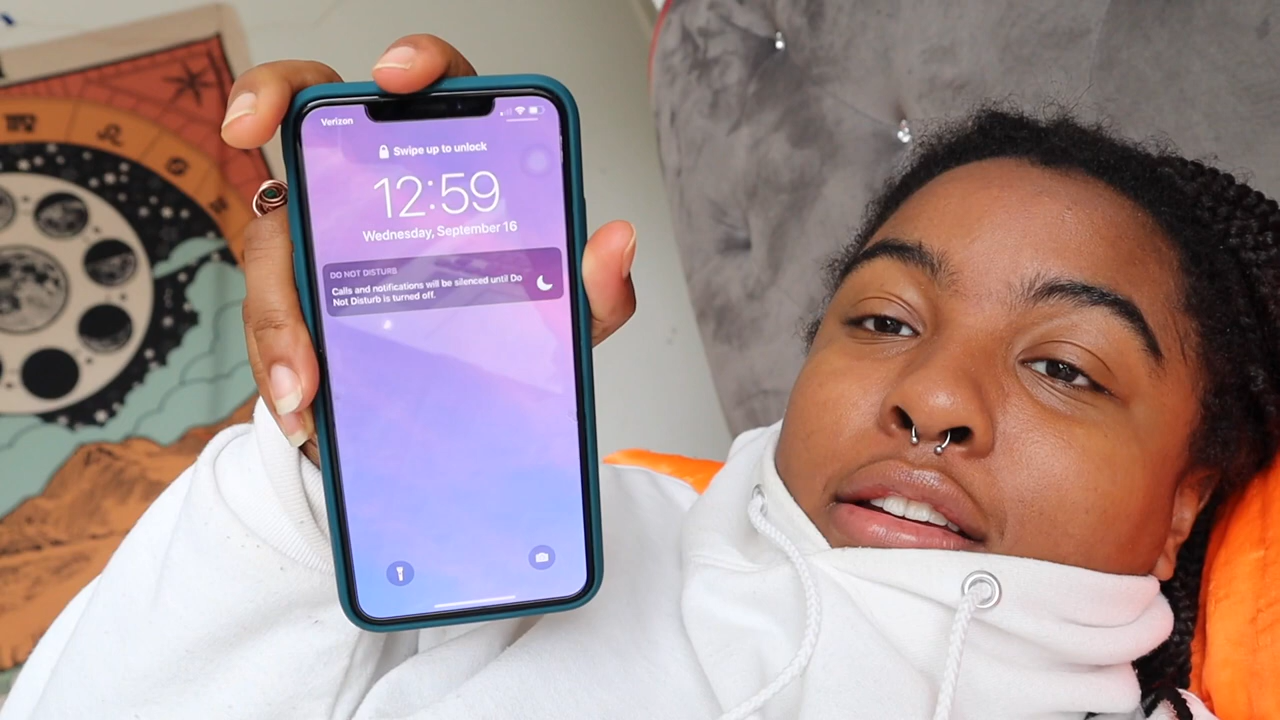 Verizon
Swipe up to unlock
12:59
Wednesday, September 16
DO NOT DISTURB
Calls and notifications will be silenced until Do
Not Disturb is turned off.